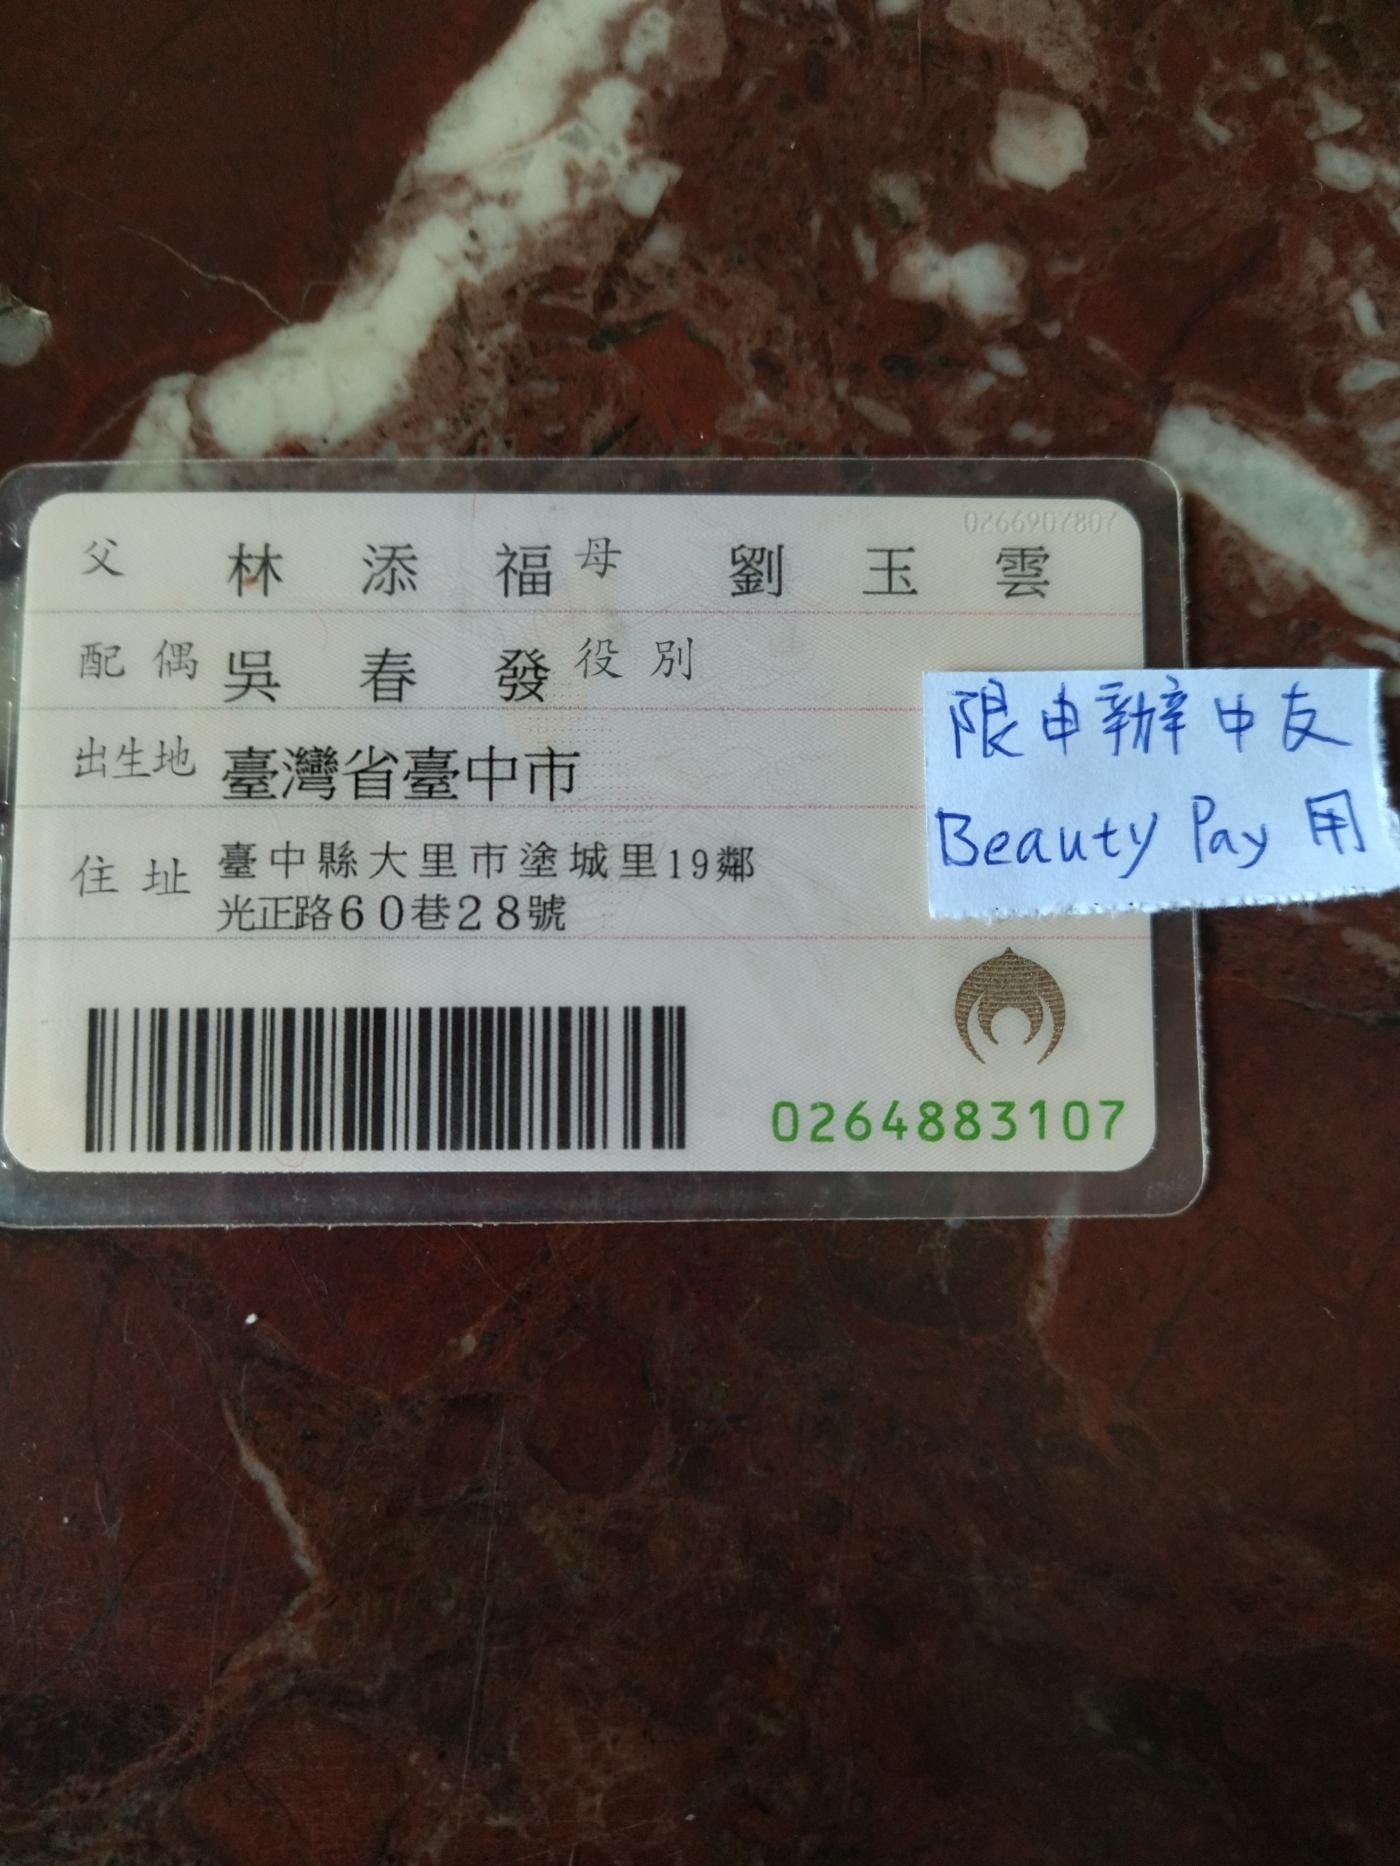 0266907807
父 林添福 母 劉玉雲
配偶 吳春發 役別
出生地 臺灣省臺中市
住址 臺中縣大里市塗城里19鄰
光正路60巷28號
限申辦中友
Beauty Pay 用
0264883107